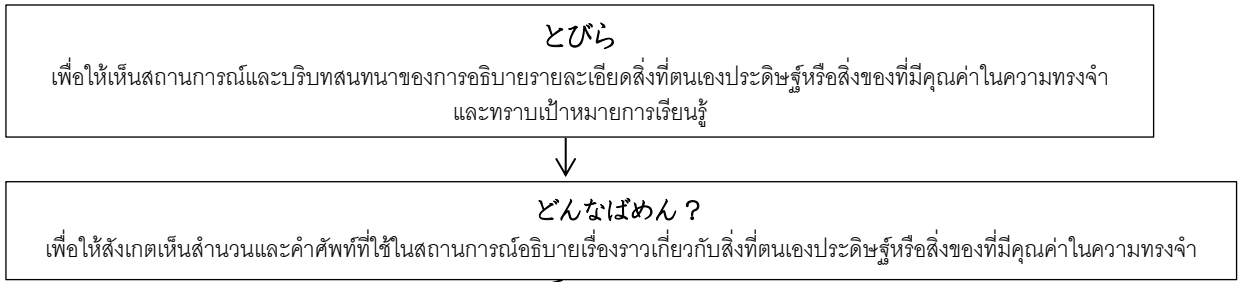 とびら
เพื่อให้เห็นสถานการณ์และบริบทสนทนาของการอธิบายรายละเอียดสิ่งที่ตนเองประดิษฐ์หรือสิ่งของที่มีคุณค่าในความทรงจำ
และทราบเป้าหมายการเรียนรู้
どんなばめん？
เพื่อให้สังเกตเห็นสำนวนและคำศัพท์ที่ใช้ในสถานการณ์อธิบายเรื่องราวเกี่ยวกับสิ่งที่ตนเองประดิษฐ์หรือสิ่งของที่มีคุณค่าในความทรงจำ